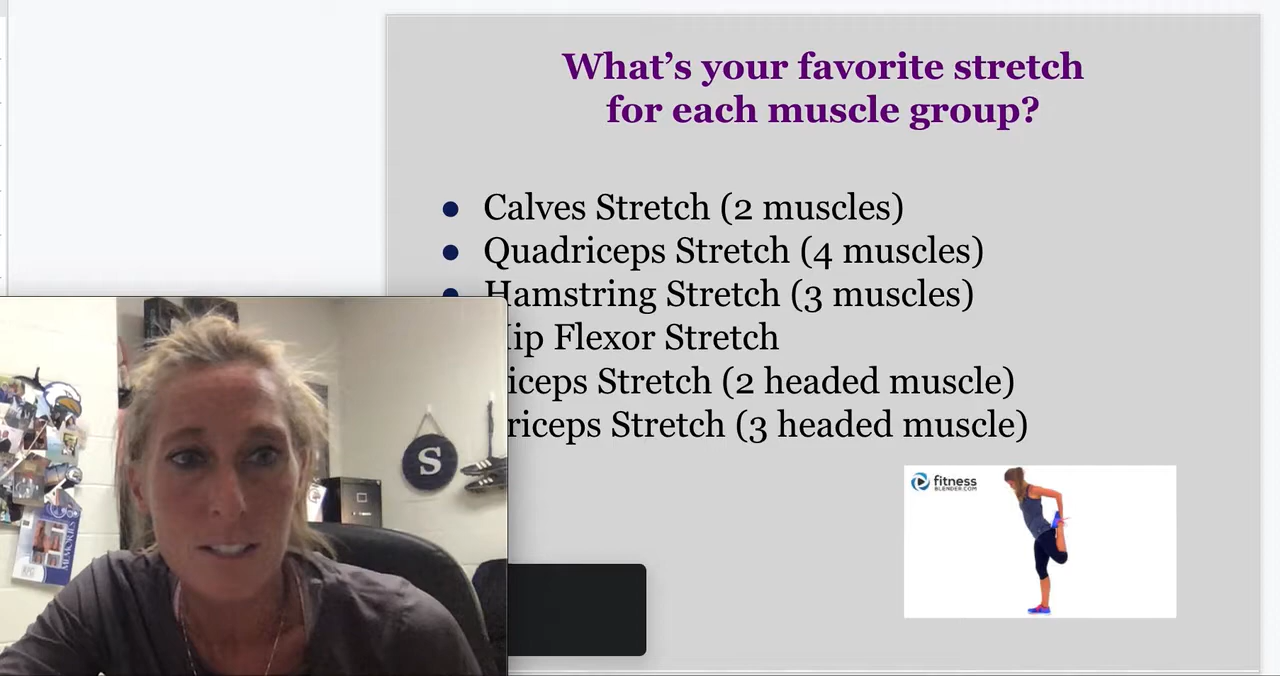 What's your favorite stretch
for each muscle group?
● Calves Stretch (2 muscles)
● Quadriceps Stretch (4 muscles)
Hamstring Stretch (3 muscles)
ip Flexor Stretch
iceps Stretch (2 headed muscle)
riceps Stretch (3 headed muscle)
fitness
BLENDER.COM
S
MEMORIES